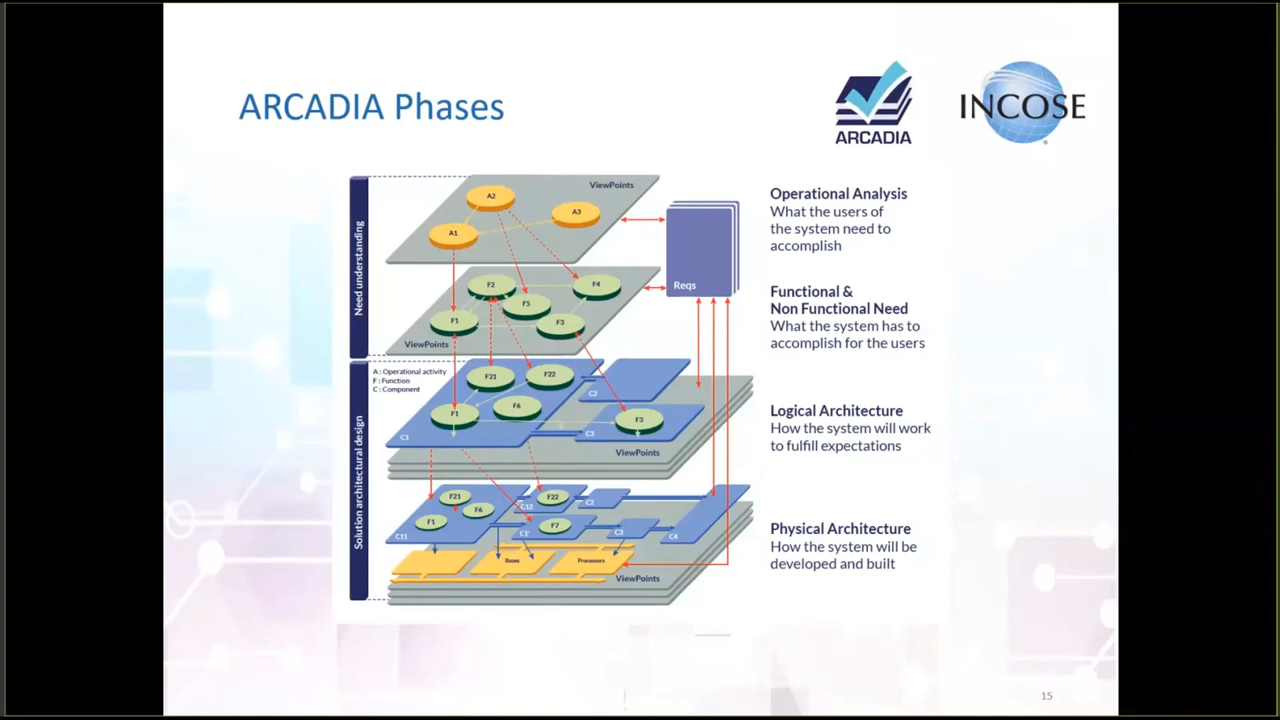 ARCADIA Phases
ARCADIA
INCOSE
Need understanding
ViewPoints
A2
A3
A1
Reqs
F2
F4
F5
F1
F3
ViewPoints
Operational Analysis
What the users of
the system need to
accomplish
Functional &
Non Functional Need
What the system has to
accomplish for the users
Solution architectural design
A : Operational activity
F : Function
C : Component
F21
F22
C2
F1
F6
F3
C1
C3
ViewPoints
Logical Architecture
How the system will work
to fulfill expectations
F21
F22
C2
C12
F6
F1
F7
C11
C1'
C3
C4
Buses
Processors
ViewPoints
Physical Architecture
How the system will be
developed and built
15